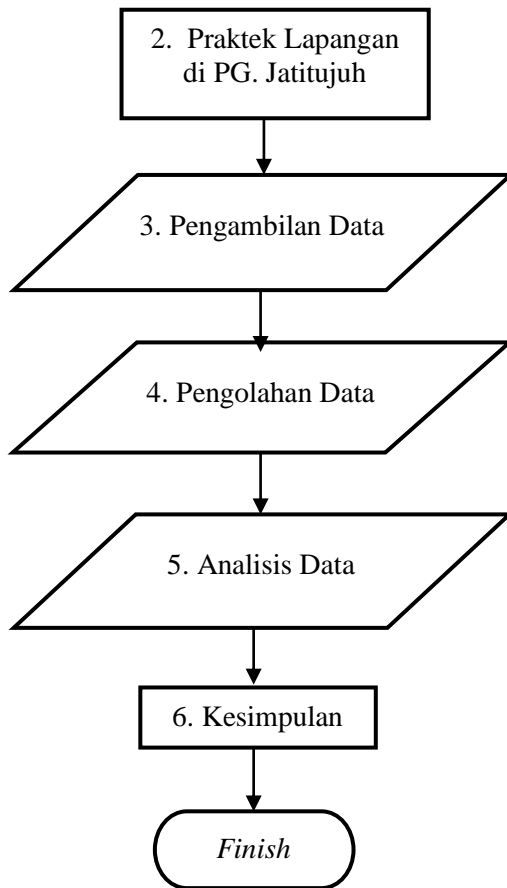 2. Praktek Lapangan
di PG. Jatitujuh
3. Pengambilan Data
4. Pengolahan Data
5. Analisis Data
6. Kesimpulan
Finish